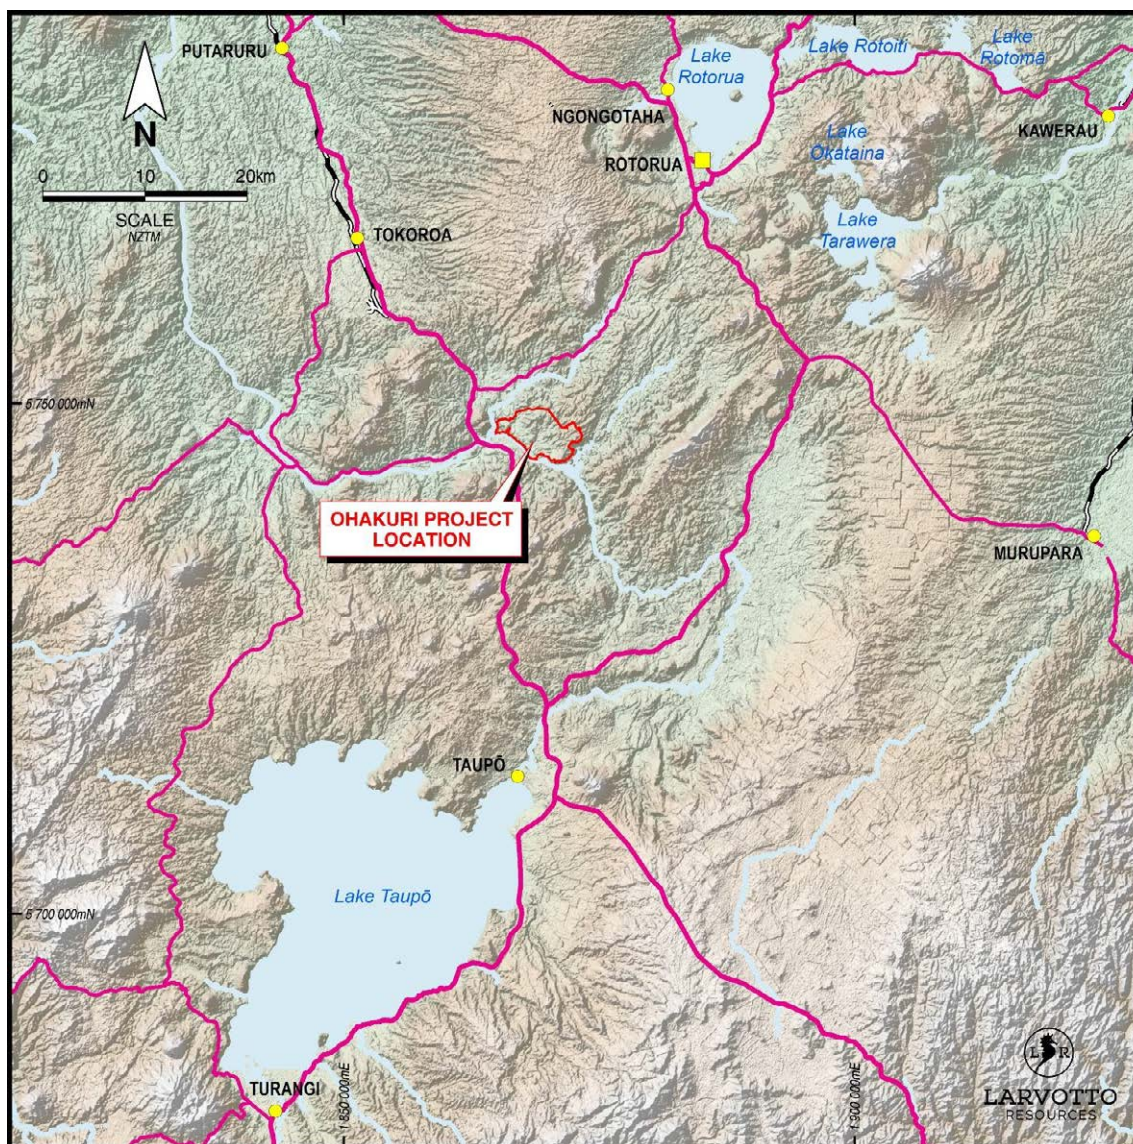 PUTARURU
Lake
Rotorua
Lake Rotoiti
Lake
Rotomā
NGONGOTAHA
KAWERAU
N
Lake
Ōkataina
ROTORUA
0 10 20km
SCALE
NZTM
Lake
Tarawera
TOKOROA
5 750 000mN
OHAKURI PROJECT
LOCATION
MURUPARA
TAUPŌ
Lake Taupō
5 700 000mN
TURANGI
1 850 000mE
1 900 000mE
L R
LARVOTTO
RESOURCES